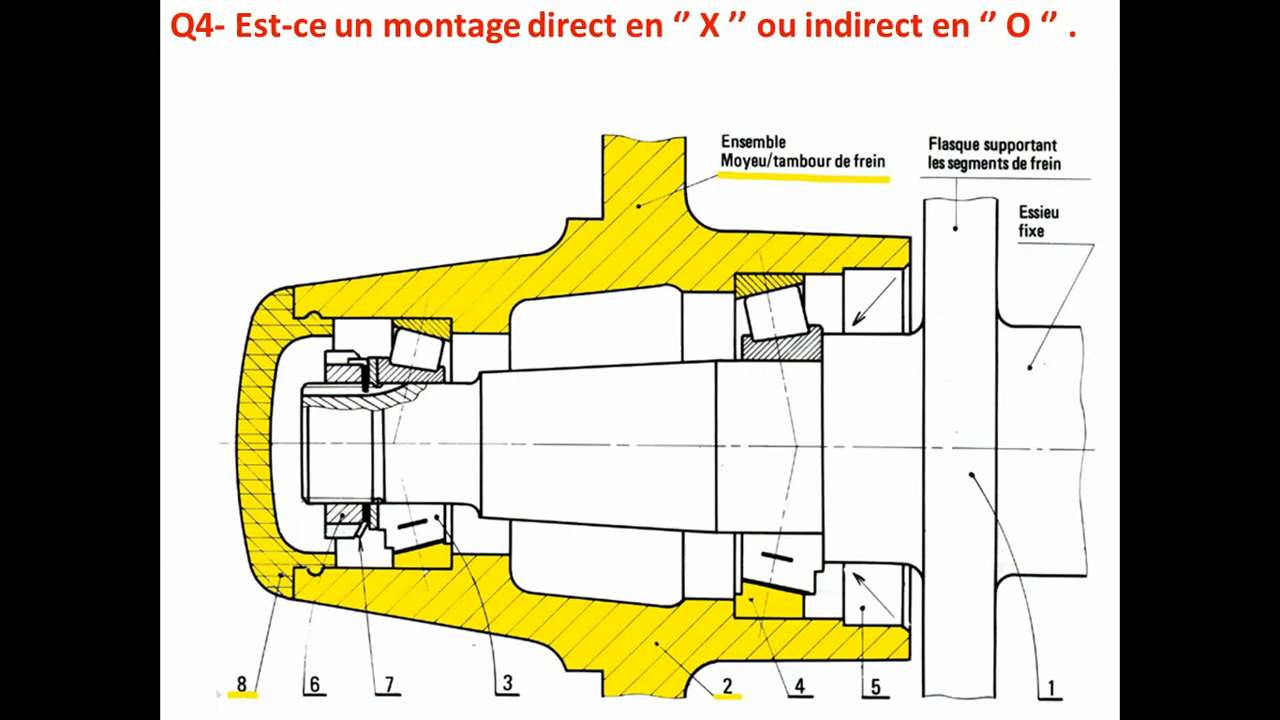 Q4- Est-ce un montage direct en ‘’ X ’’ ou indirect en ‘’ O ‘’ .
Ensemble
Moyeu/tambour de frein
Flasque supportant
les segments de frein
Essieu
fixe
8 6 7 3 2 4 5 1